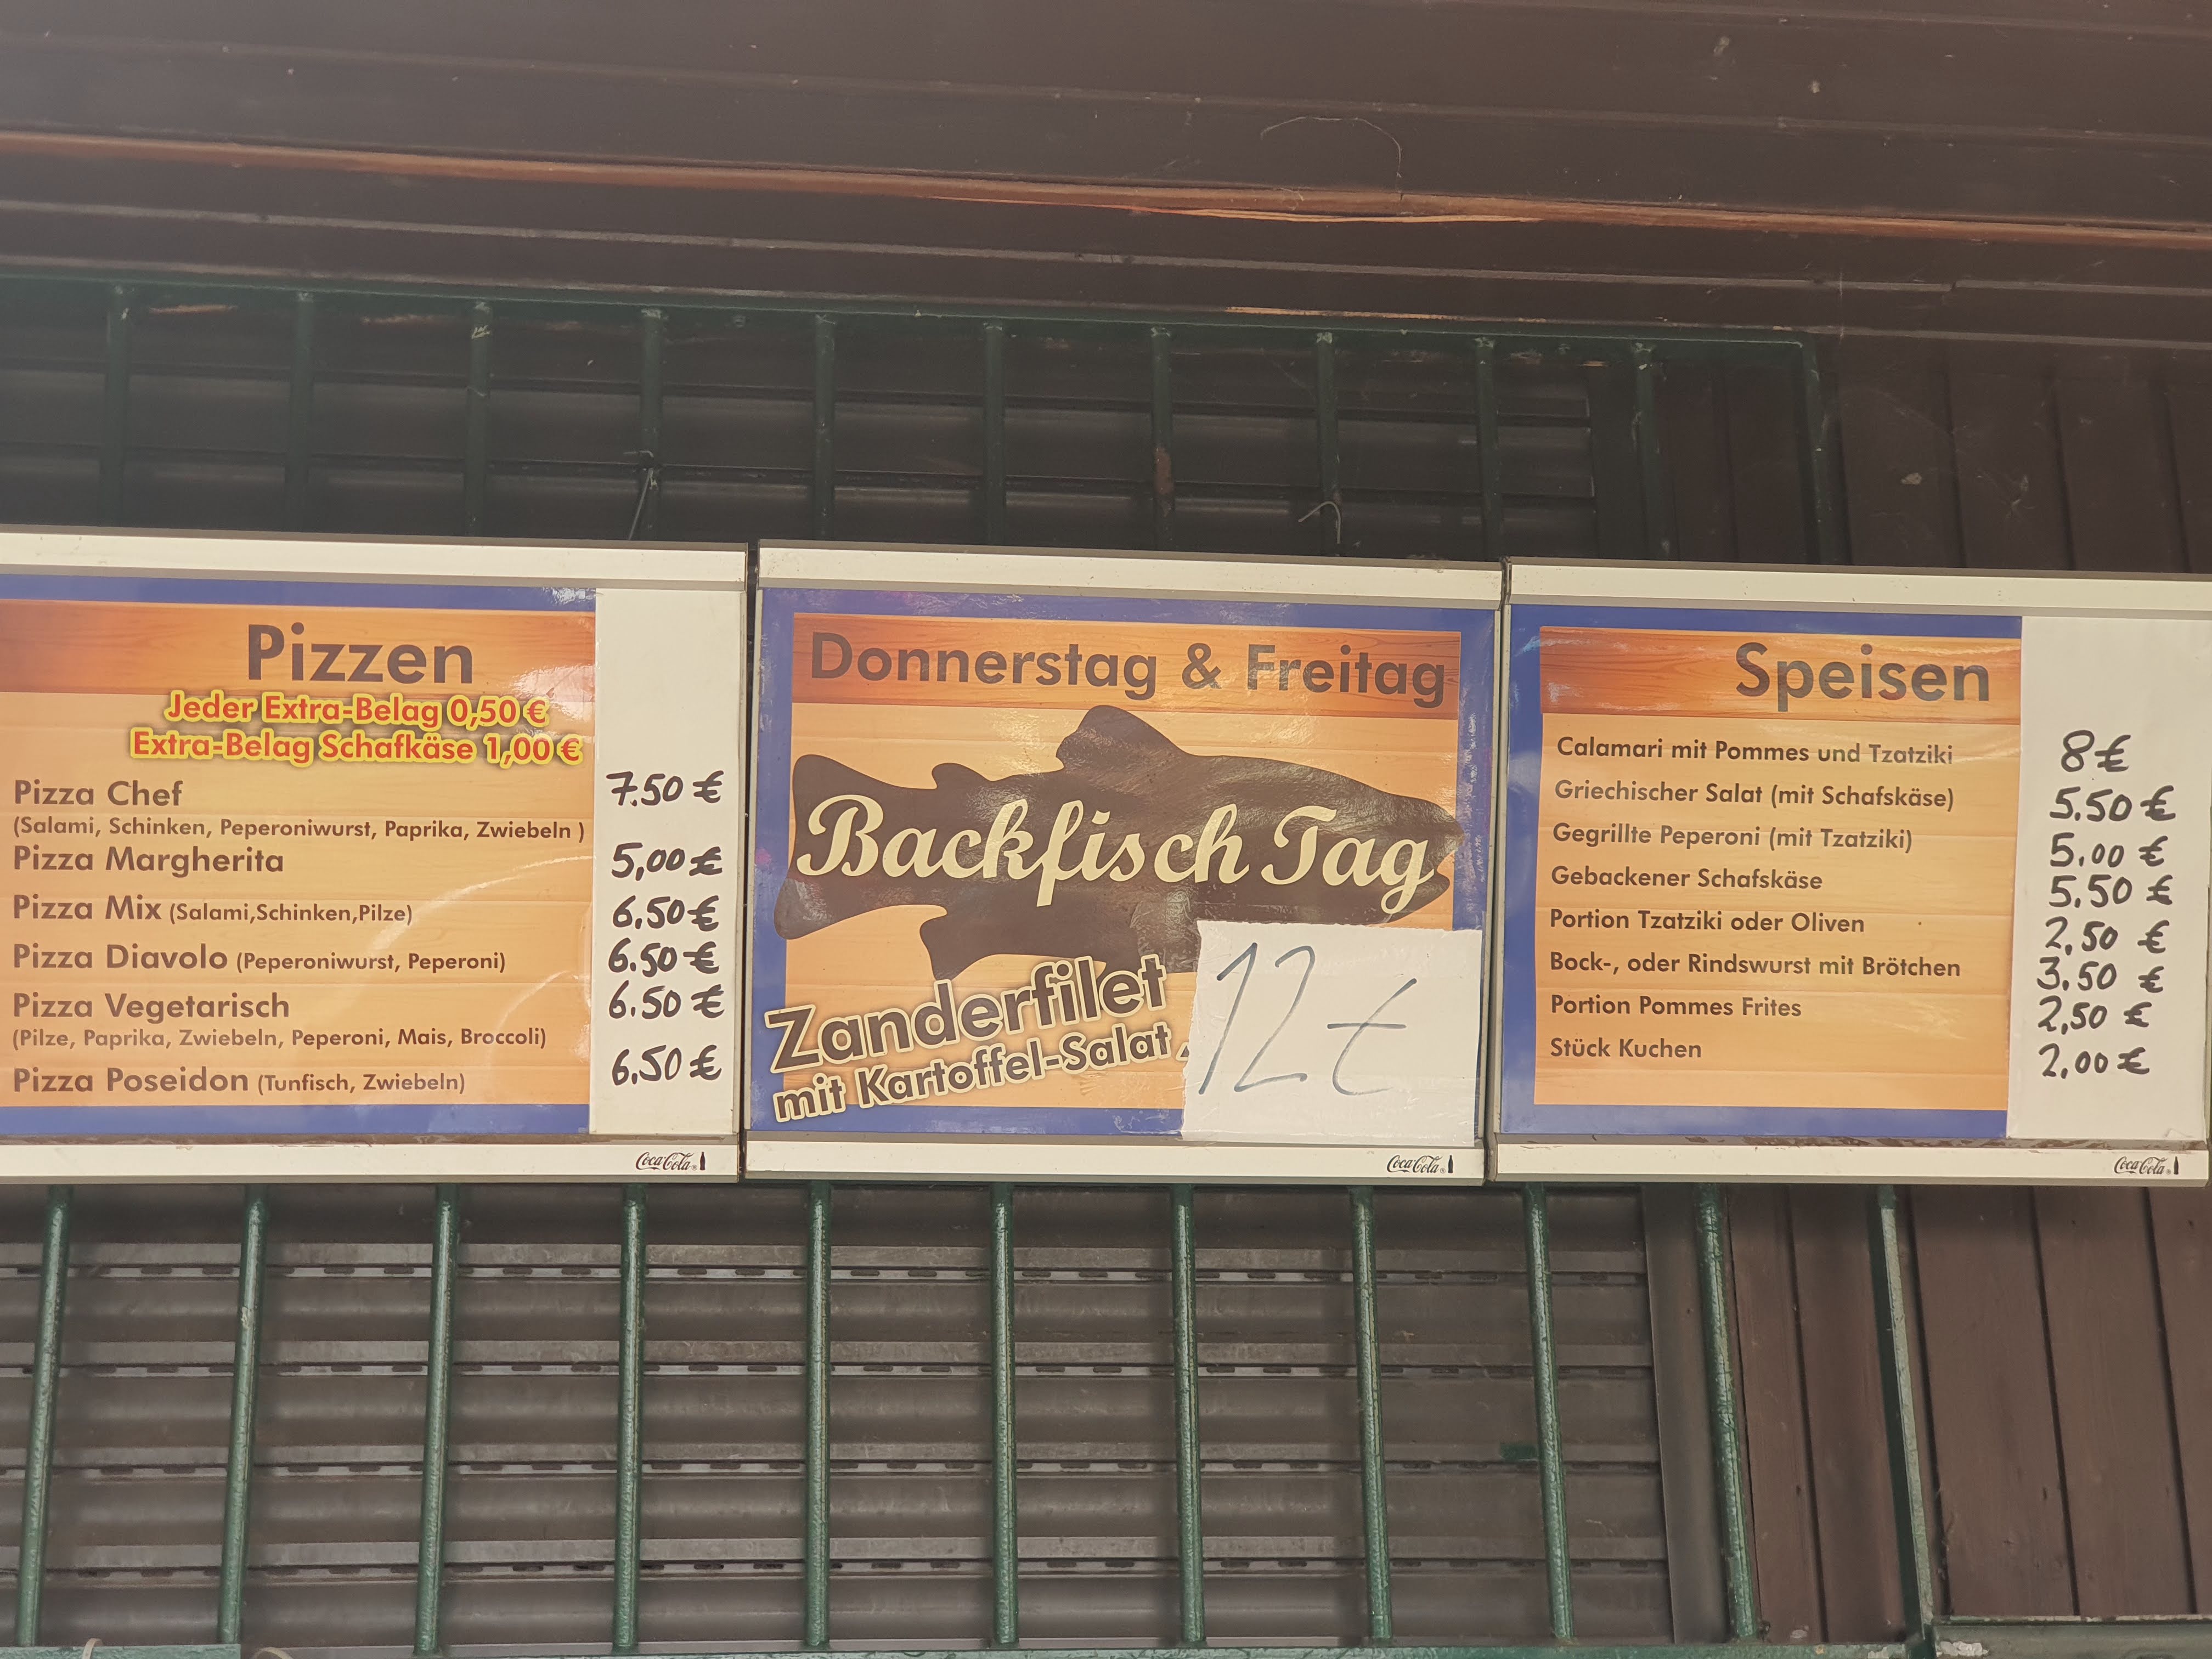 Pizzen
Jeder Extra-Belag 0,50 €
Extra-Belag Schafkäse 1,00 €
Pizza Chef 7.50 €
(Salami, Schinken, Peperoniwurst, Paprika, Zwiebeln )
Pizza Margherita 5,00 €
Pizza Mix (Salami,Schinken,Pilze) 6.50 €
Pizza Diavolo (Peperoniwurst, Peperoni) 6.50 €
Pizza Vegetarisch 6.50 €
(Pilze, Paprika, Zwiebeln, Peperoni, Mais, Broccoli)
Pizza Poseidon (Tunfisch, Zwiebeln) 6.50 €
Coca-Cola
Donnerstag & Freitag
Backfisch Tag
Zanderfilet
mit Kartoffel-Salat
12 €
Coca-Cola
Speisen
Calamari mit Pommes und Tzatziki 8 €
Griechischer Salat (mit Schafskäse) 5.50 €
Gegrillte Peperoni (mit Tzatziki) 5.00 €
Gebackener Schafskäse 5.50 €
Portion Tzatziki oder Oliven 2,50 €
Bock-, oder Rindswurst mit Brötchen 3.50 €
Portion Pommes Frites 2,50 €
Stück Kuchen 2,00 €
Coca-Cola